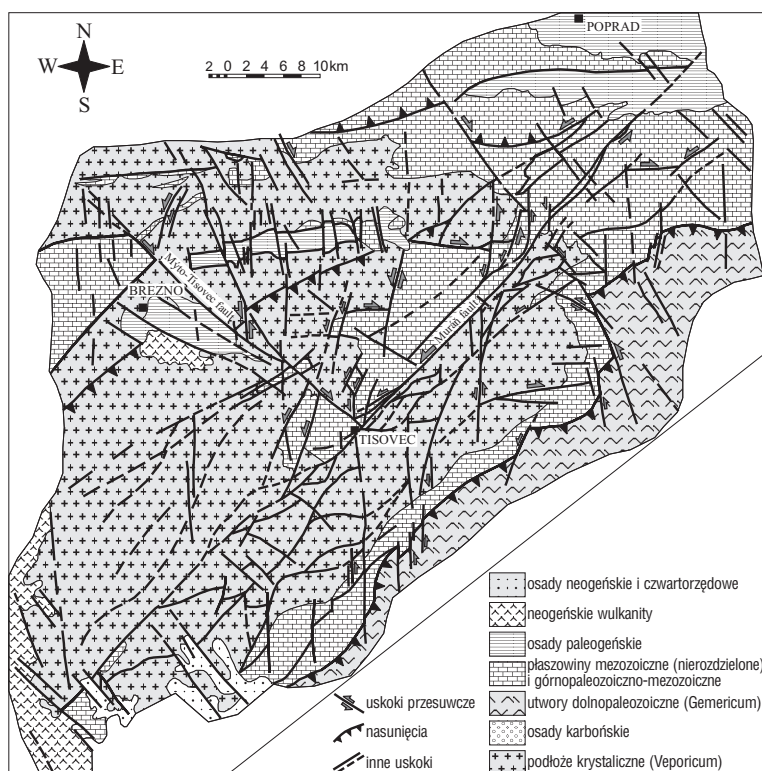 POPRAD
N
W E
S
2 0 2 4 6 8 10km
Myto-Tisovec fault
BREZNO
Muráň fault
TISOVEC
osady neogeńskie i czwartorzędowe
neogeńskie wulkanity
osady paleogeńskie
płaszowiny mezozoiczne (nierozdzielone)
i górnopaleozoiczno-mezozoiczne
uskoki przesuwcze
utwory dolnopaleozoiczne (Gemericum)
nasunięcia
osady karbońskie
inne uskoki
podłoże krystaliczne (Veporicum)